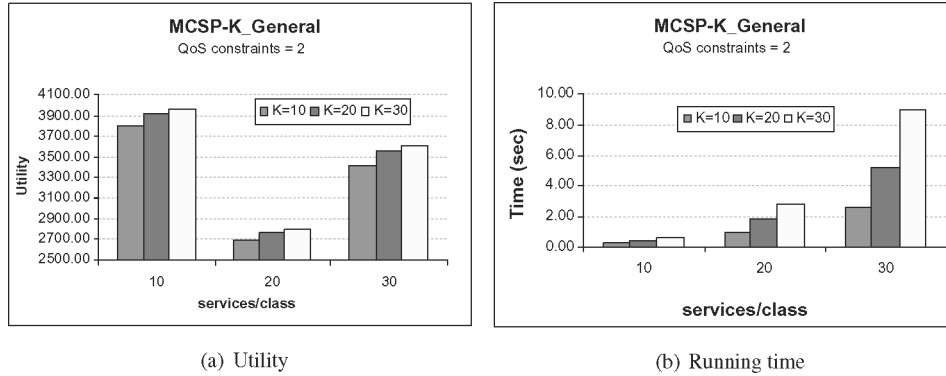 MCSP-K_General
QoS constraints = 2
4100.00
3900.00
3700.00
3500.00
3300.00
3100.00
2900.00
2700.00
2500.00
Utility
K=10 K=20 K=30
10 20 30
services/class
(a) Utility
MCSP-K_General
QoS constraints = 2
10.00
8.00
6.00
4.00
2.00
0.00
Time (sec)
K=10 K=20 K=30
10 20 30
services/class
(b) Running time